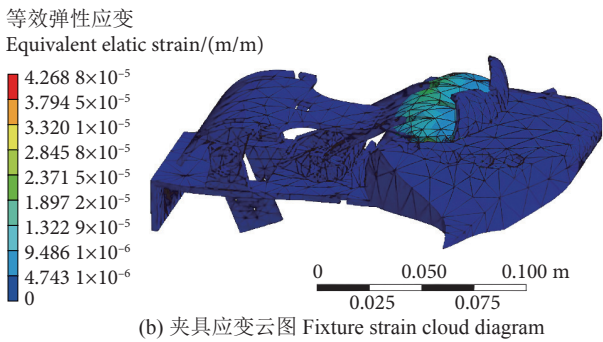 等效弹性应变
Equivalent elatic strain/(m/m)
4.268 8×10⁻⁵
3.794 5×10⁻⁵
3.320 1×10⁻⁵
2.845 8×10⁻⁵
2.371 5×10⁻⁵
1.897 2×10⁻⁵
1.322 9×10⁻⁵
9.486 1×10⁻⁶
4.743 1×10⁻⁶
0
0 0.050 0.100 m
0.025 0.075
(b) 夹具应变云图 Fixture strain cloud diagram